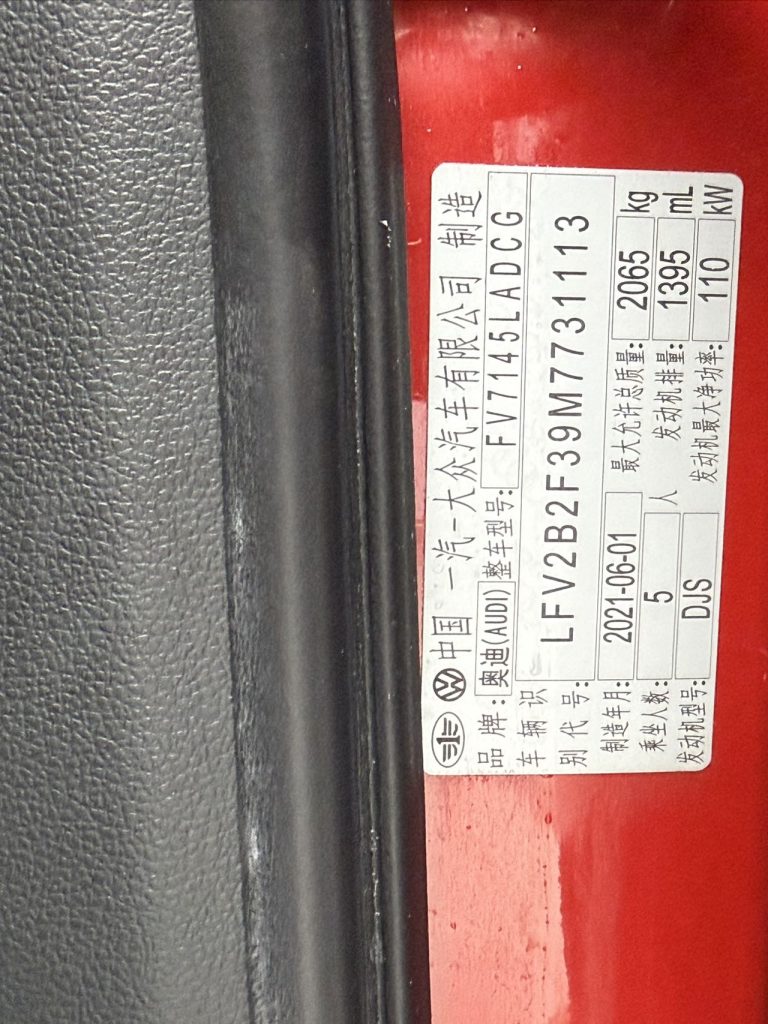 中国 一汽-大众汽车有限公司 制造
品牌: 奥迪(AUDI) 整车型号: FV7145LADCG
车辆识别代号: LFV2B2F39M7731113
制造年月: 2021-06-01 最大允许总质量: 2065 kg
乘坐人数: 5 人 发动机排量: 1395 mL
发动机型号: DJS 发动机最大净功率: 110 kW